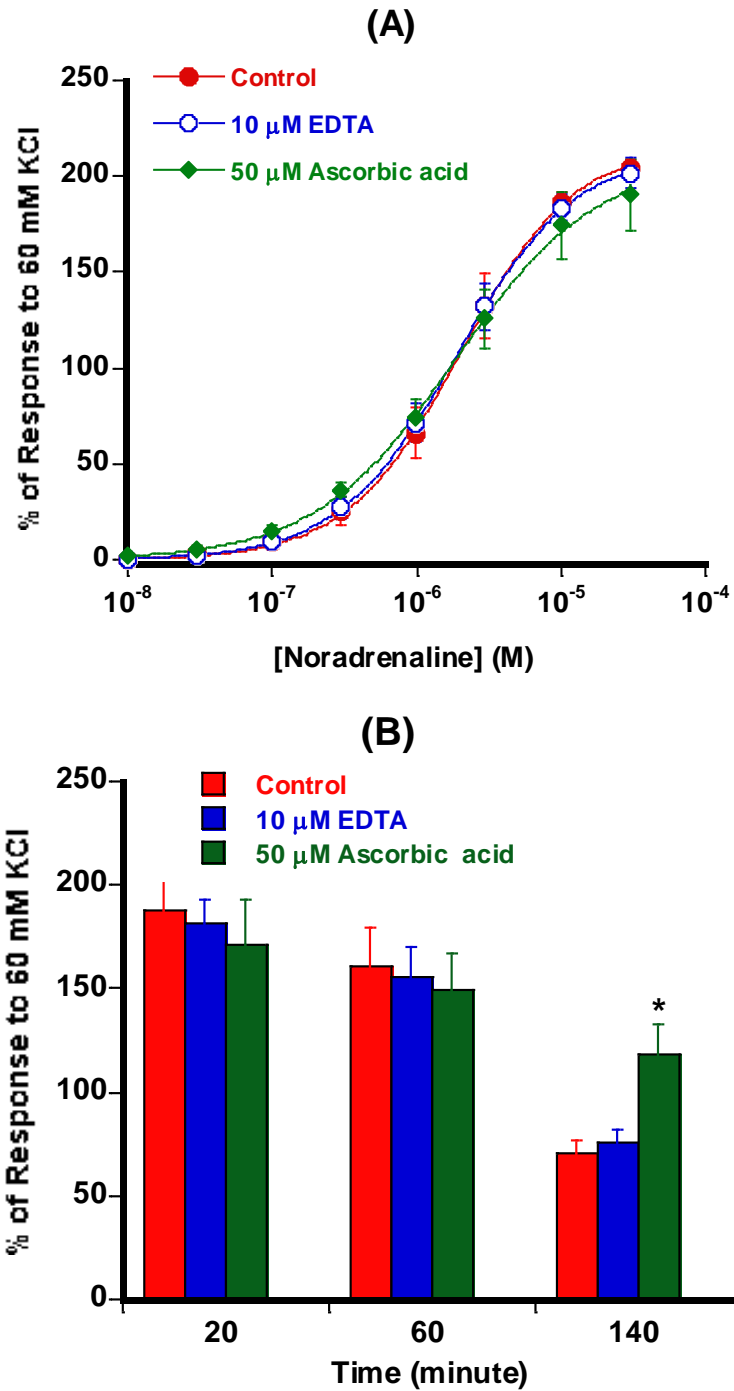 (A)
% of Response to 60 mM KCl
250
200
150
100
50
0
Control
10 μM EDTA
50 μM Ascorbic acid
10⁻⁸ 10⁻⁷ 10⁻⁶ 10⁻⁵ 10⁻⁴
[Noradrenaline] (M)
(B)
% of Response to 60 mM KCl
250
200
150
100
50
0
Control
10 μM EDTA
50 μM Ascorbic acid
*
20 60 140
Time (minute)